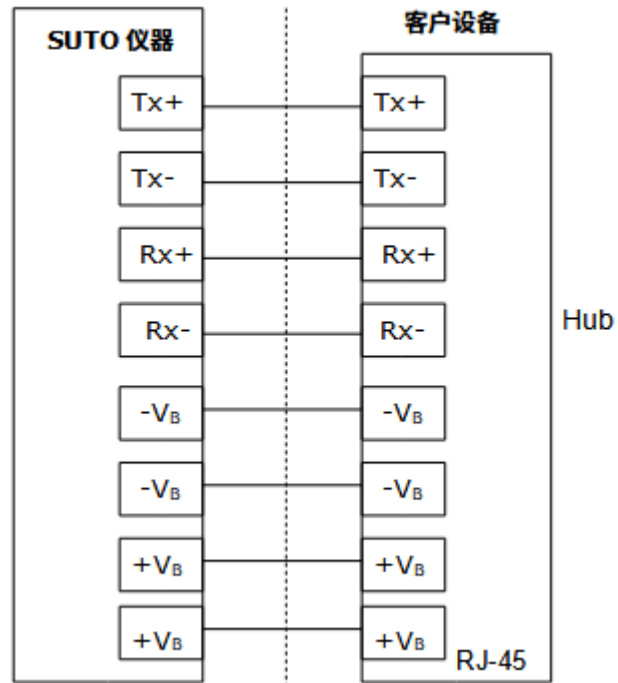 SUTO 仪器
客户设备
Tx+
Tx+
Tx-
Tx-
Rx+
Rx+
Rx-
Rx-
Hub
-VB
-VB
-VB
-VB
+VB
+VB
+VB
+VB
RJ-45